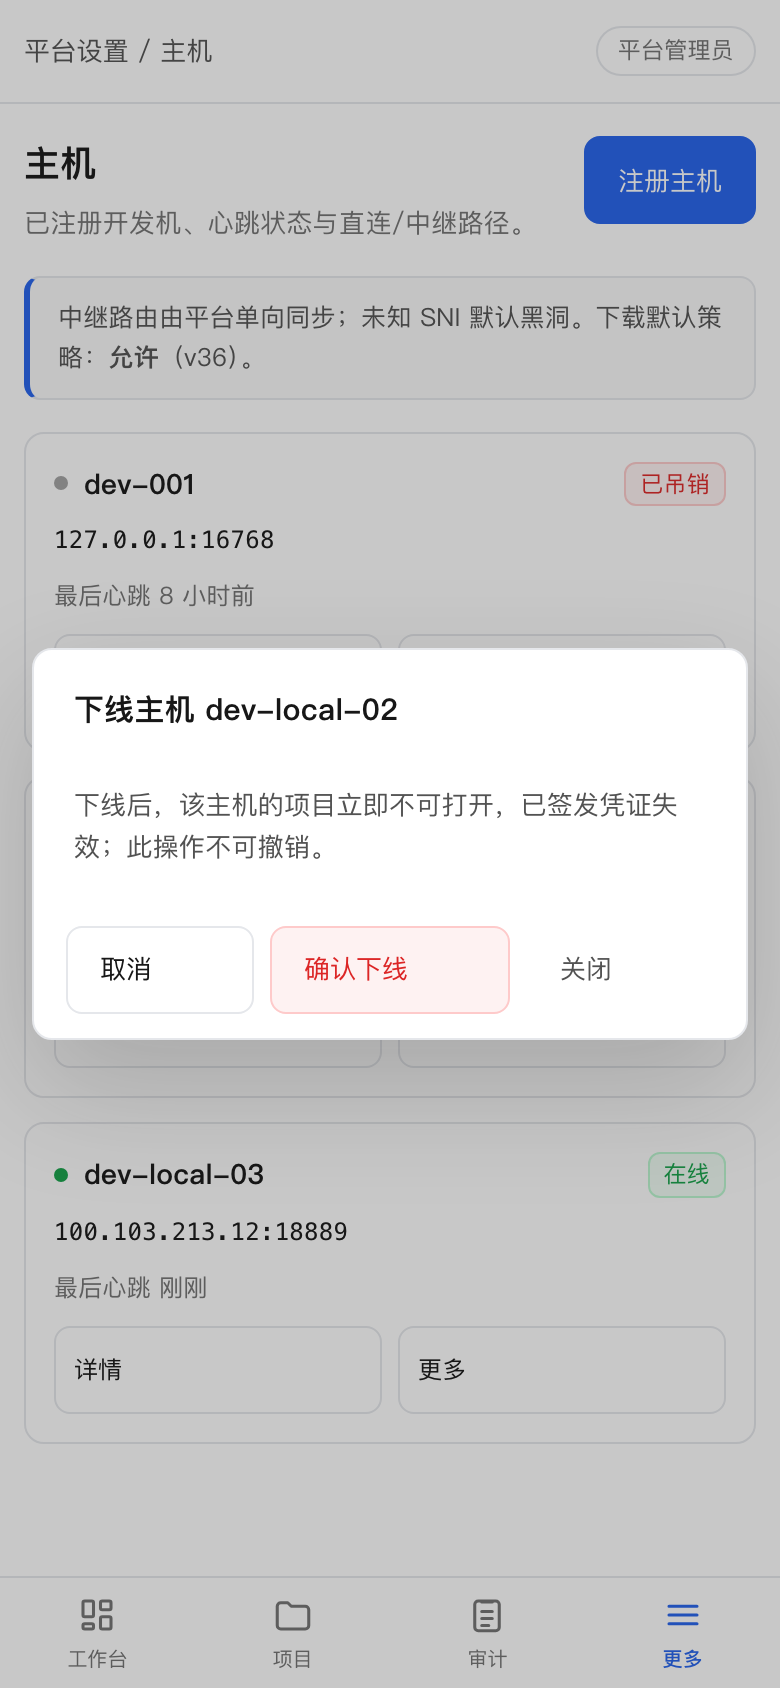 平台设置 / 主机
平台管理员
主机
注册主机
已注册开发机、心跳状态与直连/中继路径。
中继路由由平台单向同步；未知 SNI 默认黑洞。下载默认策
略：允许（v36）。
dev-001
已吊销
127.0.0.1:16768
最后心跳 8 小时前
下线主机 dev-local-02
下线后，该主机的项目立即不可打开，已签发凭证失
效；此操作不可撤销。
取消
确认下线
关闭
dev-local-03
在线
100.103.213.12:18889
最后心跳 刚刚
详情
更多
工作台
项目
审计
更多